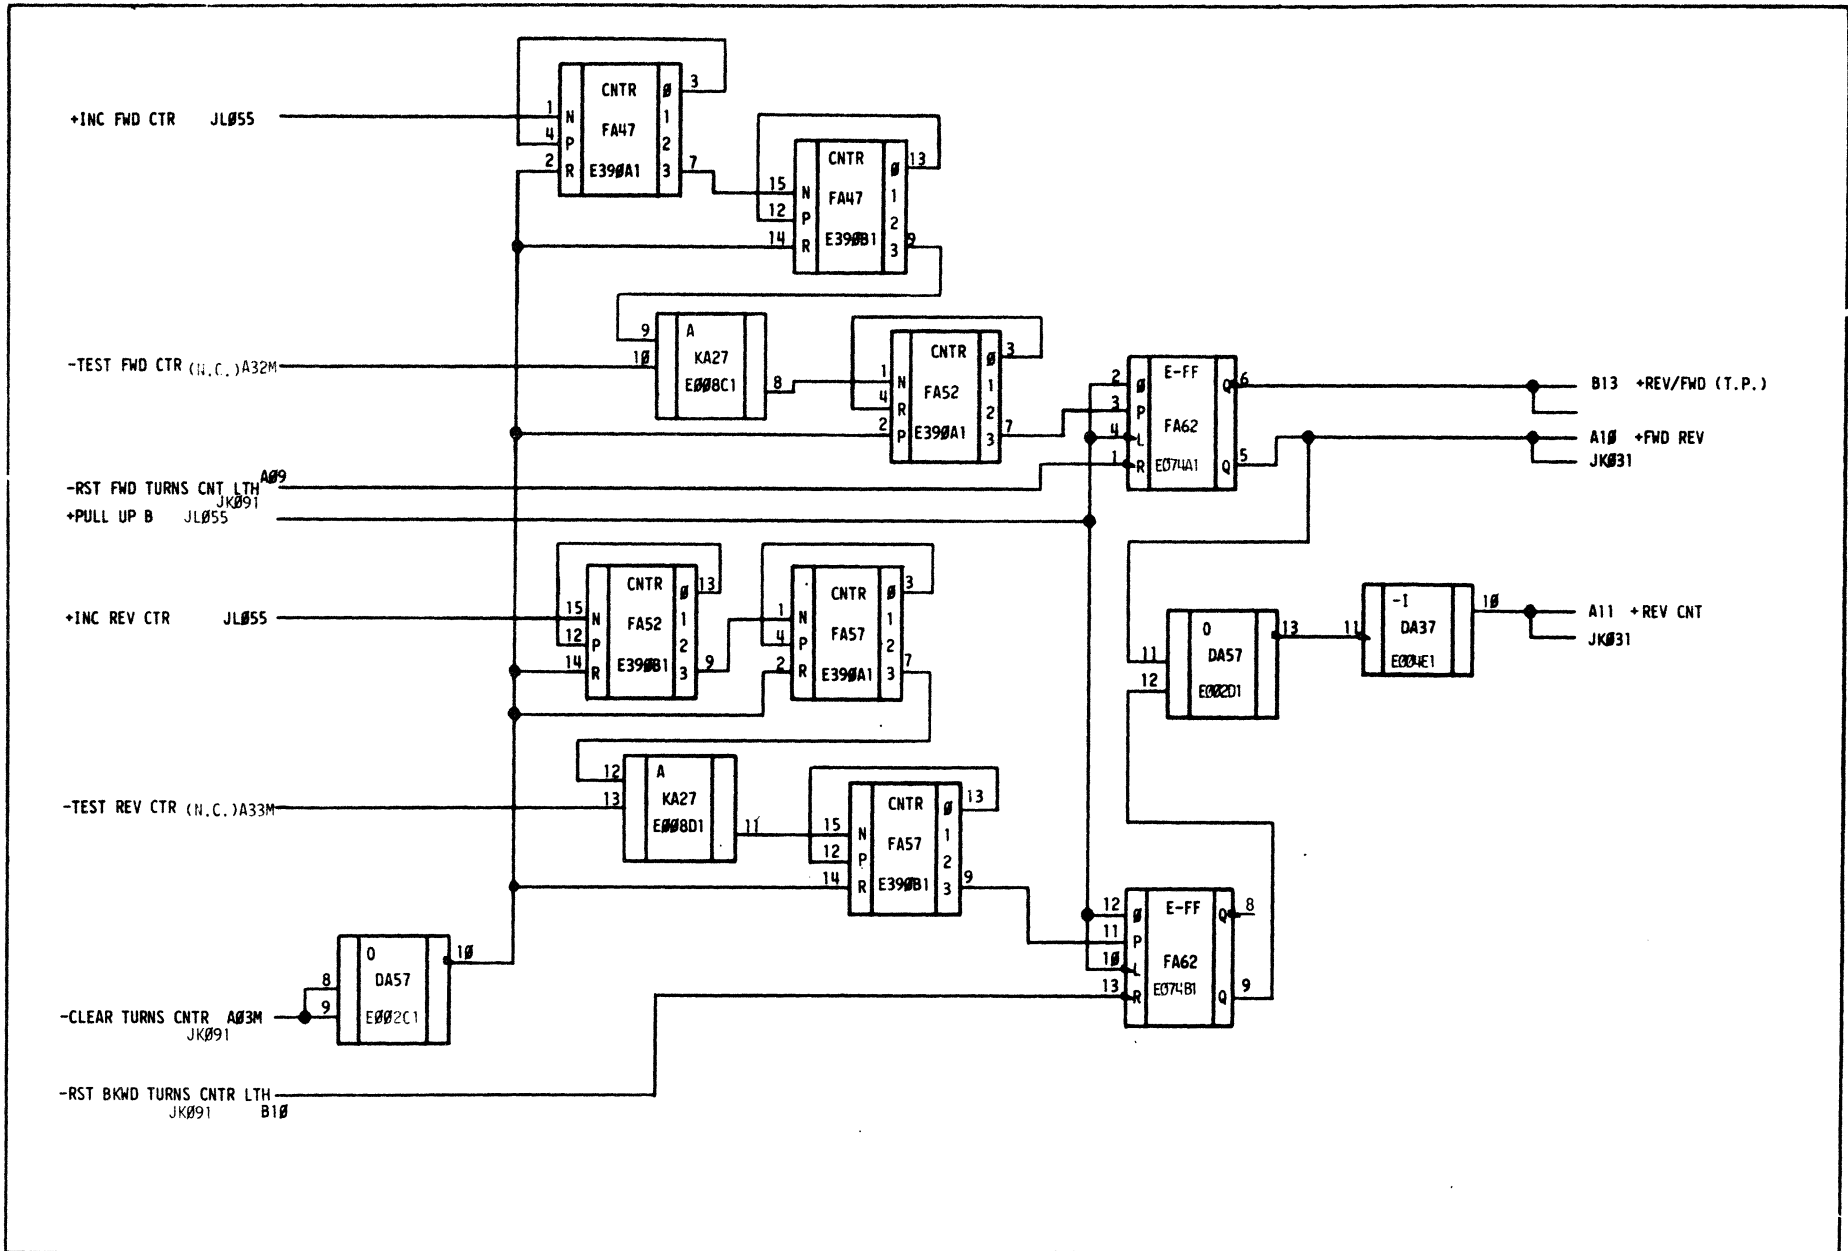 CNTR Ø 3
+INC FWD CTR JLØ55
1 N 1
FA47
4 P 2
2 R E39ØA1 3 7
CNTR Ø 13
15 N 1
FA47
12 P 2
14 R E39ØB1 3 9
9 A
-TEST FWD CTR (N.C.) A32M
10 KA27
EØØ8C1 8
CNTR Ø 3
1 N 1
FA52
4 R 2
2 P E39ØA1 3 7
2 Ø E-FF Q 6
3 P
4 L FA62
1 R EØ74A1 Q 5
B13 +REV/FWD (T.P.)
A1Ø +FWD REV
JKØ31
-RST FWD TURNS CNT LTH AØ9
JKØ91
+PULL UP B JLØ55
CNTR Ø 13
+INC REV CTR JLØ55
15 N 1
FA52
12 P 2
14 R E39ØB1 3 9
CNTR Ø 3
1 N 1
FA57
4 P 2
2 R E39ØA1 3 7
O 13
11 DA57
12 EØØ2D1
-I 1Ø
11 DA37
EØØ4E1
A11 +REV CNT
JKØ31
12 A
-TEST REV CTR (N.C.) A33M
13 KA27
EØØ8D1 11
CNTR Ø 13
15 N 1
FA57
12 P 2
14 R E39ØB1 3 9
12 Ø E-FF Q 8
11 P
1Ø L FA62
13 R EØ74B1 Q 9
O 1Ø
8 DA57
9 EØØ2C1
-CLEAR TURNS CNTR AØ3M
JKØ91
-RST BKWD TURNS CNTR LTH
JKØ91 B1Ø